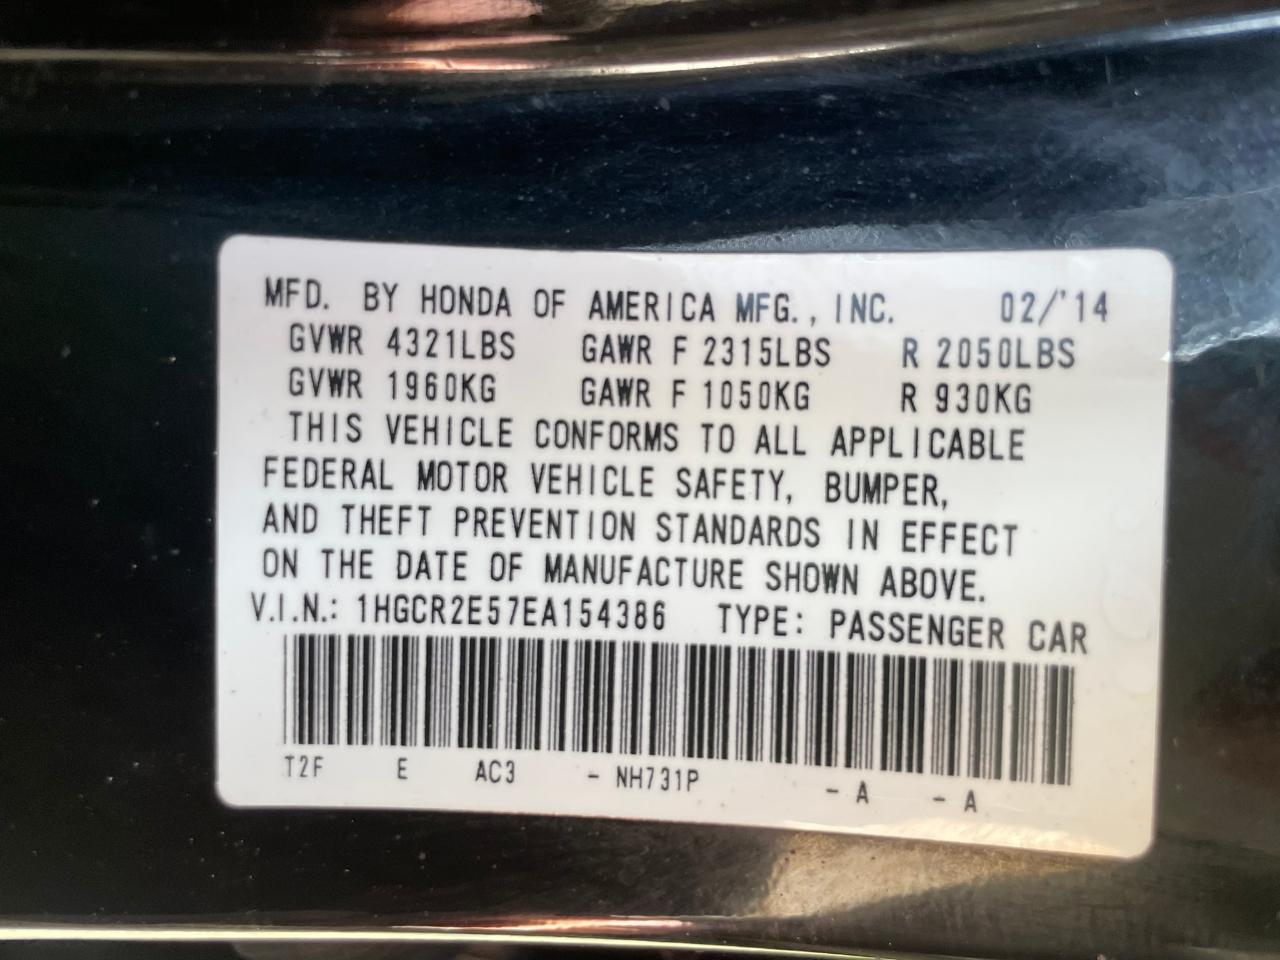 MFD. BY HONDA OF AMERICA MFG., INC. 02/'14
GVWR 4321LBS GAWR F 2315LBS R 2050LBS
GVWR 1960KG GAWR F 1050KG R 930KG
THIS VEHICLE CONFORMS TO ALL APPLICABLE
FEDERAL MOTOR VEHICLE SAFETY, BUMPER,
AND THEFT PREVENTION STANDARDS IN EFFECT
ON THE DATE OF MANUFACTURE SHOWN ABOVE.
V.I.N.: 1HGCR2E57EA154386 TYPE: PASSENGER CAR
T2F E AC3 - NH731P - A - A